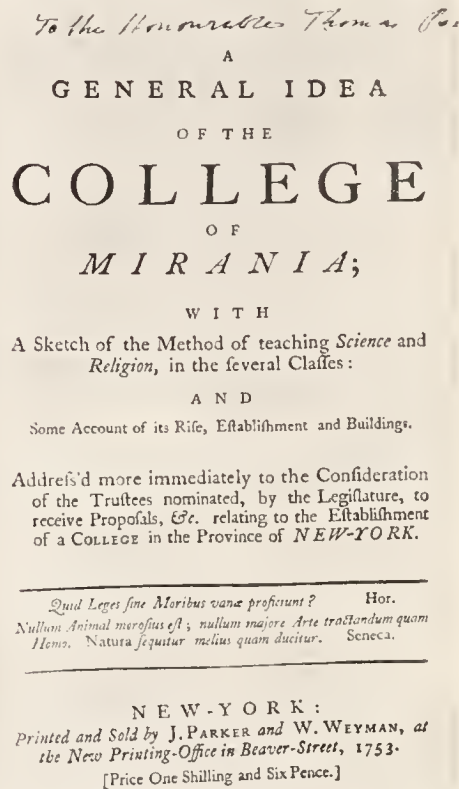 To the Honourable Thomas
A
GENERAL IDEA
OF THE
COLLEGE
OF
MIRANIA;
WITH
A Sketch of the Method of teaching Science and
Religion, in the ſeveral Claſſes:
AND
Some Account of its Riſe, Eſtabliſhment and Buildings.
Addreſs'd more immediately to the Conſideration
of the Truſtees nominated, by the Legiſlature, to
receive Propoſals, &c. relating to the Eſtabliſhment
of a COLLEGE in the Province of NEW-YORK.
Quid Leges ſine Moribus vanæ proficiunt? Hor.
Nullum Animal moroſius eſt; nullum majore Arte tractandum quam
Homo. Natura ſequitur melius quam ducitur. Seneca.
NEW-YORK:
Printed and Sold by J. PARKER and W. WEYMAN, at
the New Printing-Office in Beaver-Street, 1753.
[Price One Shilling and Six Pence.]